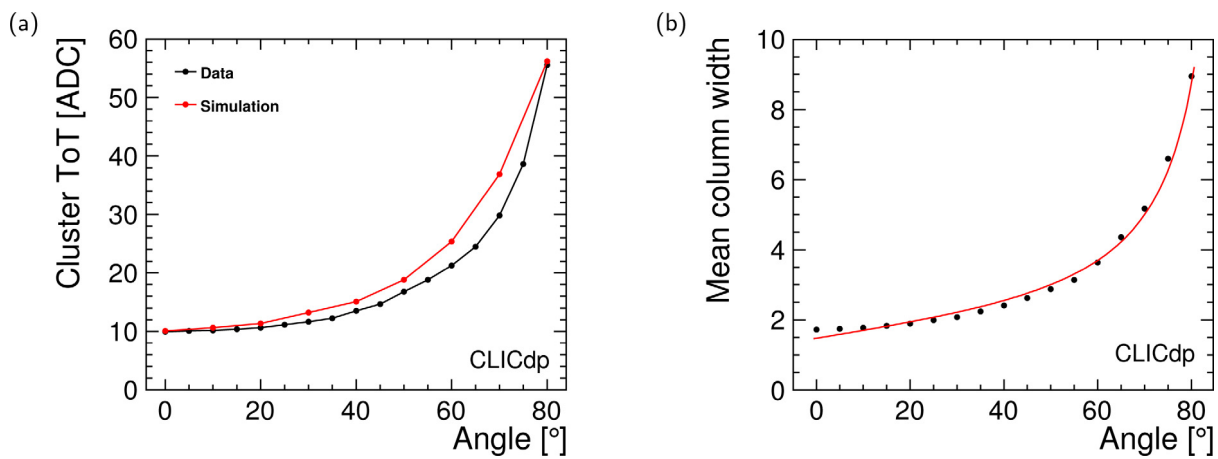 (a)
Cluster ToT [ADC]
60
50
40
30
20
10
0
Data
Simulation
CLICdp
0 20 40 60 80
Angle [°]
(b)
Mean column width
10
8
6
4
2
0
CLICdp
0 20 40 60 80
Angle [°]